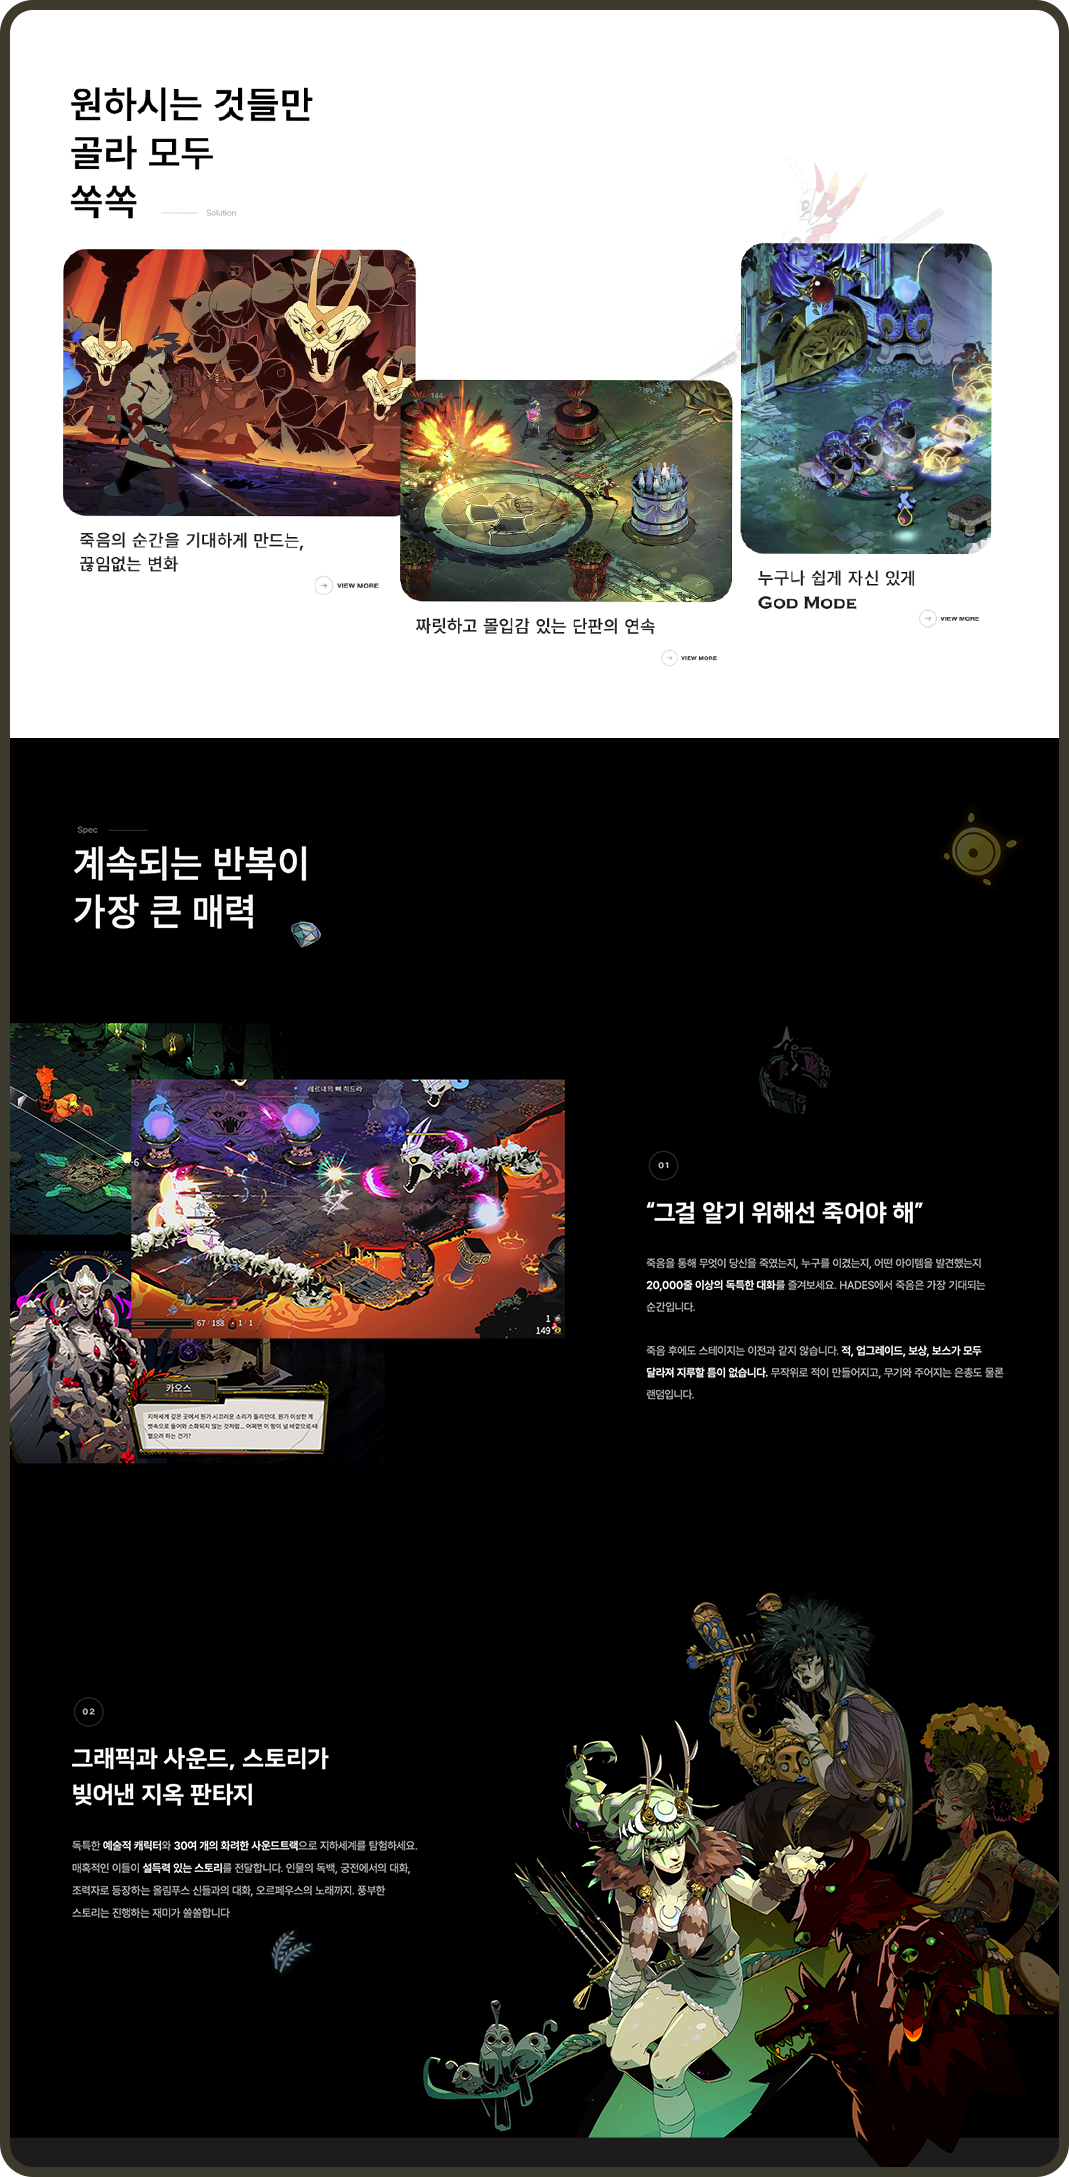 원하시는 것들만
골라 모두
쏙쏙
Solution
144
죽음의 순간을 기대하게 만드는,
끊임없는 변화
VIEW MORE
짜릿하고 몰입감 있는 단판의 연속
VIEW MORE
누구나 쉽게 자신 있게
GOD MODE
VIEW MORE
Spec
계속되는 반복이
가장 큰 매력
레르네의 뼈 히드라
67 / 188
1 / 1
1
149
카오스
지하세계 깊은 곳에서 뭔가 시끄러운 소리가 들리던데. 뭔가 이상한 게
뱃속으로 들어와 소화되지 않는 것처럼... 어쩌면 이 땅이 널 바깥으로 내
뱉으려 하는 건가?
01
“그걸 알기 위해선 죽어야 해”
죽음을 통해 무엇이 당신을 죽였는지, 누구를 이겼는지, 어떤 아이템을 발견했는지
20,000줄 이상의 독특한 대화를 즐겨보세요. HADES에서 죽음은 가장 기대되는
순간입니다.
죽음 후에도 스테이지는 이전과 같지 않습니다. 적, 업그레이드, 보상, 보스가 모두
달라져 지루할 틈이 없습니다. 무작위로 적이 만들어지고, 무기와 주어지는 은총도 물론
랜덤입니다.
02
그래픽과 사운드, 스토리가
빚어낸 지옥 판타지
독특한 예술적 캐릭터와 30여 개의 화려한 사운드트랙으로 지하세계를 탐험하세요.
매혹적인 이들이 설득력 있는 스토리를 전달합니다. 인물의 독백, 궁전에서의 대화,
조력자로 등장하는 올림푸스 신들과의 대화, 오르페우스의 노래까지. 풍부한
스토리는 진행하는 재미가 쏠쏠합니다